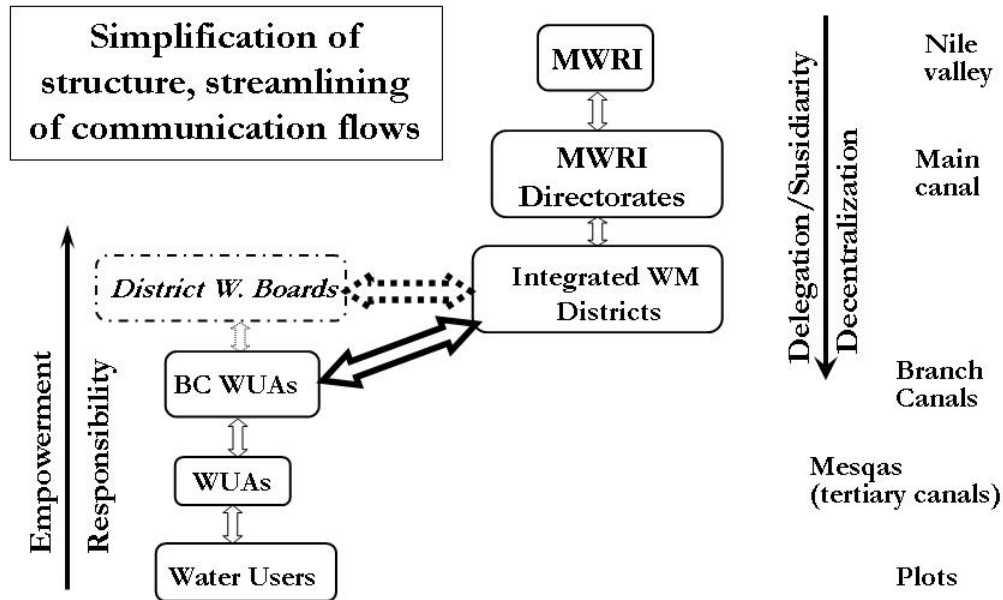 Simplification of
structure, streamlining
of communication flows
MWRI
Nile
valley
MWRI
Directorates
Main
canal
Delegation/Susidiarity
Decentralization
District W. Boards
Integrated WM
Districts
BC WUAs
Branch
Canals
WUAs
Mesqas
(tertiary canals)
Water Users
Plots
Empowerment
Responsibility